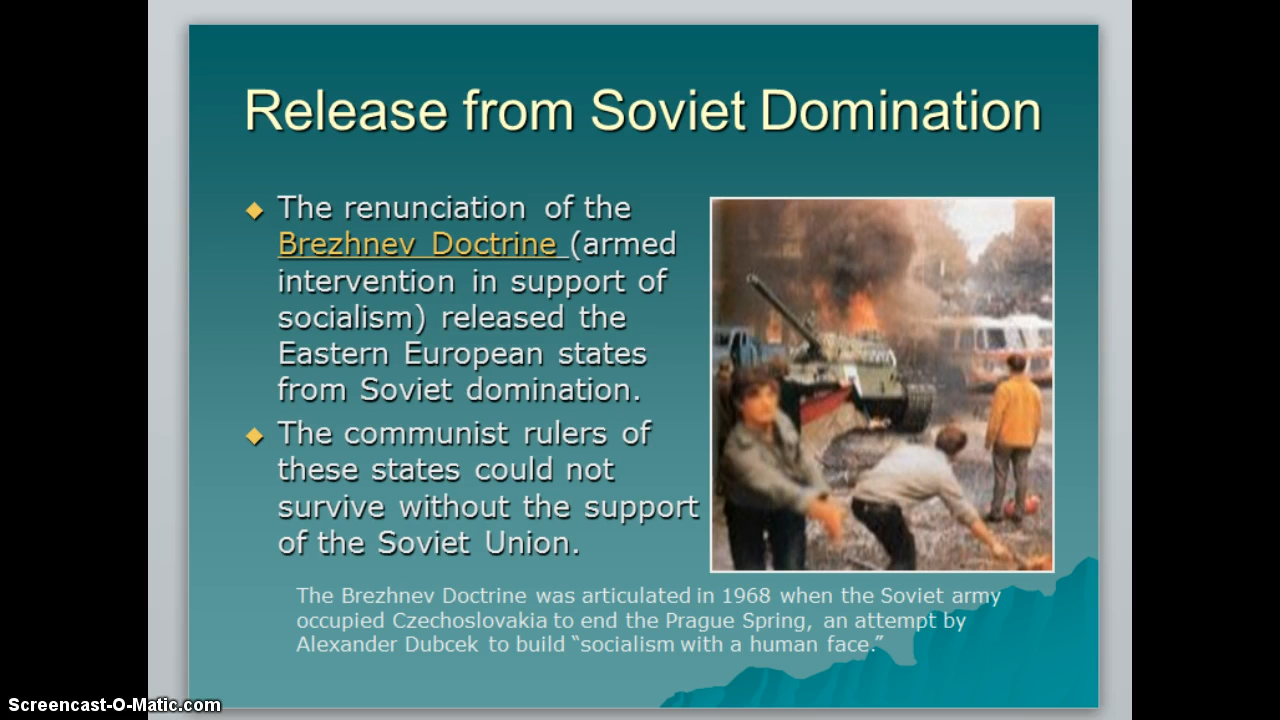 Release from Soviet Domination
The renunciation of the
Brezhnev Doctrine (armed
intervention in support of
socialism) released the
Eastern European states
from Soviet domination.
The communist rulers of
these states could not
survive without the support
of the Soviet Union.
The Brezhnev Doctrine was articulated in 1968 when the Soviet army
occupied Czechoslovakia to end the Prague Spring, an attempt by
Alexander Dubcek to build “socialism with a human face.”
Screencast-O-Matic.com